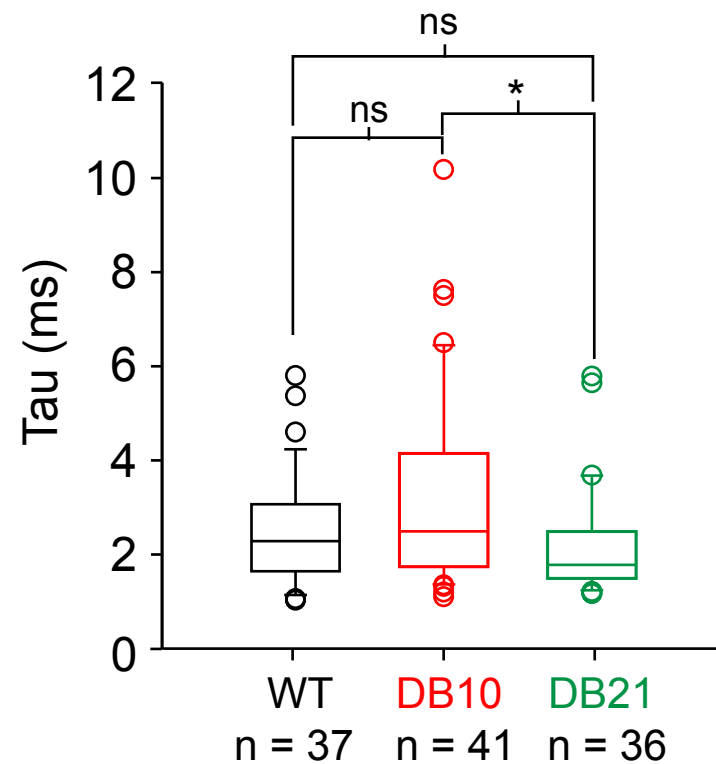 ns
ns
*
12
10
8
6
4
2
0
Tau (ms)
WT DB10 DB21
n = 37 n = 41 n = 36